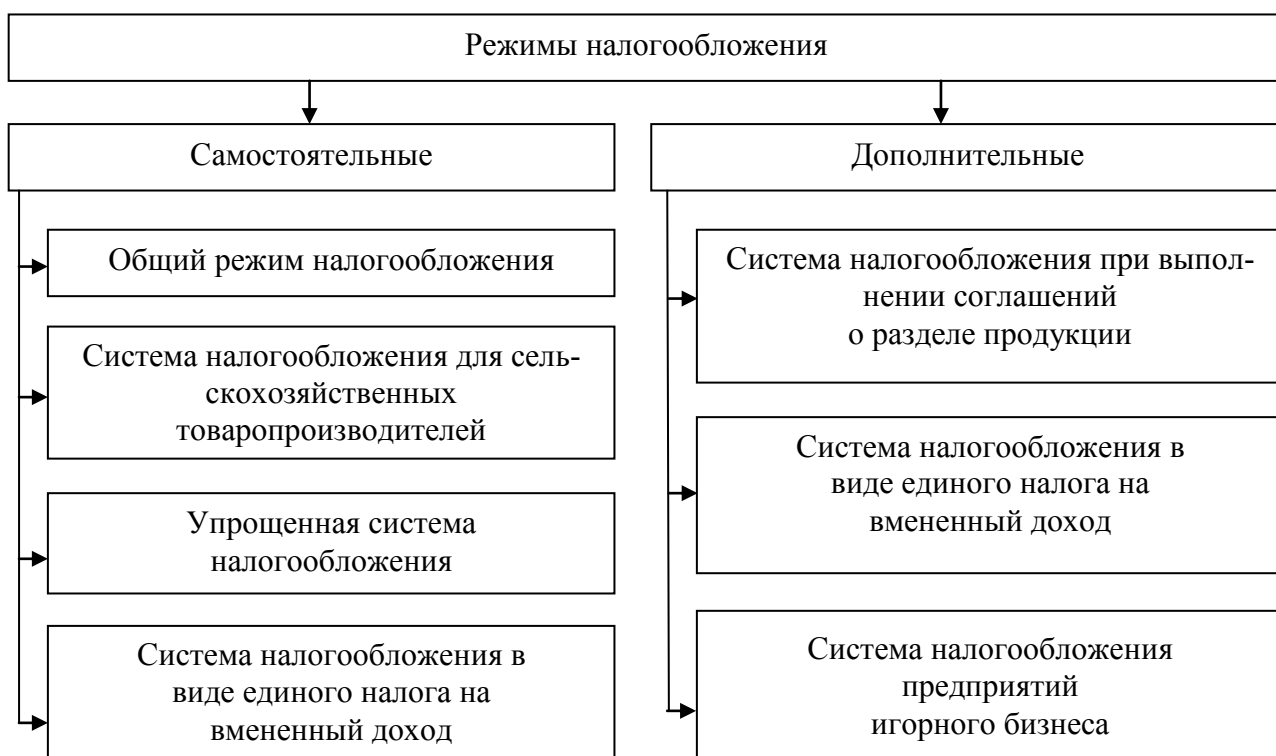 Режимы налогообложения
Самостоятельные
Дополнительные
Общий режим налогообложения
Система налогообложения для сель-
скохозяйственных
товаропроизводителей
Упрощенная система
налогообложения
Система налогообложения в
виде единого налога на
вмененный доход
Система налогообложения при выпол-
нении соглашений
о разделе продукции
Система налогообложения в
виде единого налога на
вмененный доход
Система налогообложения
предприятий
игорного бизнеса